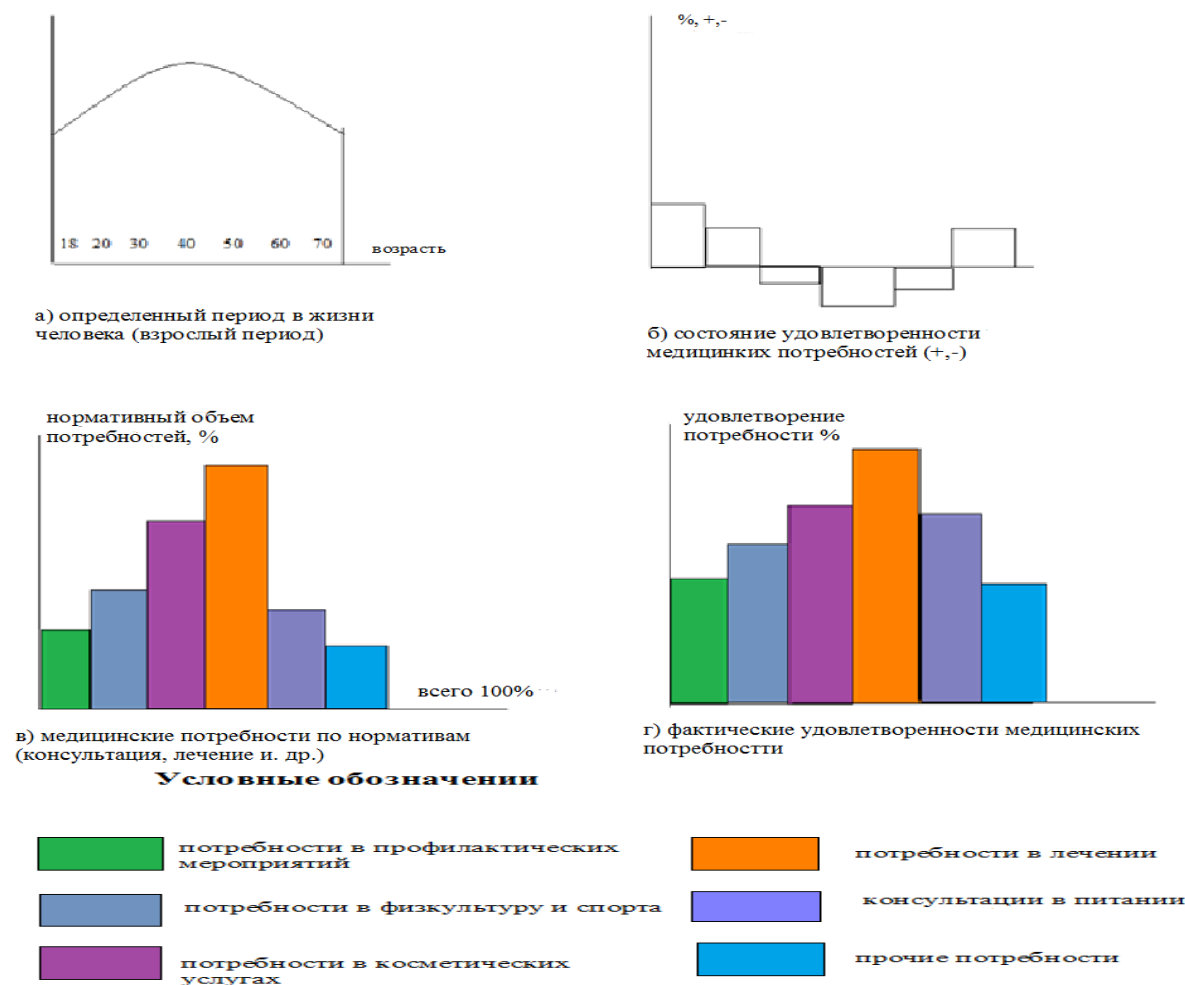 %, +,-
18 20 30 40 50 60 70
возрасть
а) определенный период в жизни
человека (взрослый период)
б) состояние удовлетворенности
медицинких потребностей (+,-)
нормативный объем
потребностей, %
всего 100%
удовлетворение
потребности %
в) медицинские потребности по нормативам
(консультация, лечение и. др.)
г) фактические удовлетворенности медицинских
потребностти
Условные обозначении
потребности в профилактических
мероприятий
потребности в физкультуру и спорта
потребности в косметических
услугах
потребности в лечении
консультации в питании
прочие потребности